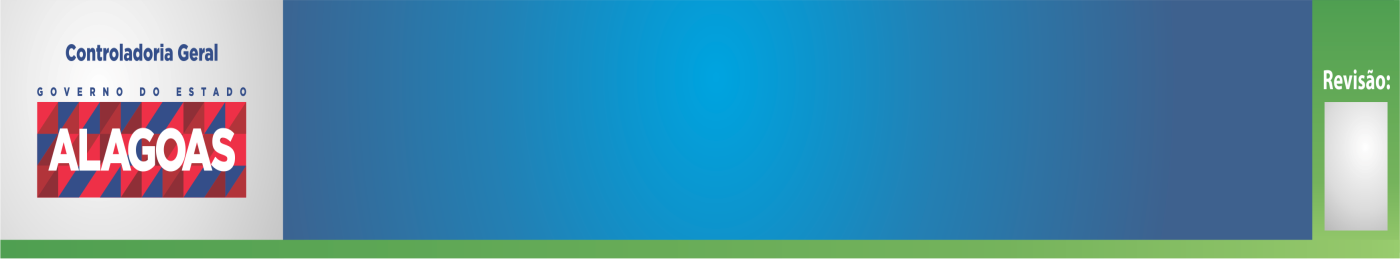 Controladoria Geral
GOVERNO DO ESTADO
ALAGOAS
Revisão: